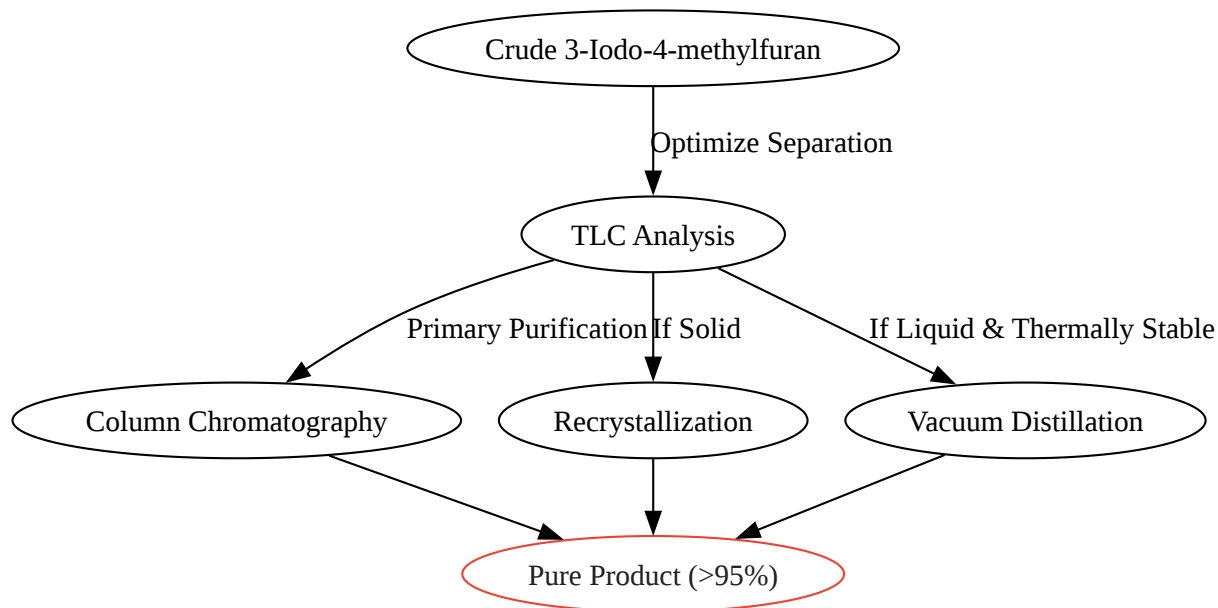 Crude 3-Iodo-4-methylfuran
Optimize Separation
TLC Analysis
Primary Purification
If Solid
If Liquid & Thermally Stable
Column Chromatography
Recrystallization
Vacuum Distillation
Pure Product (>95%)